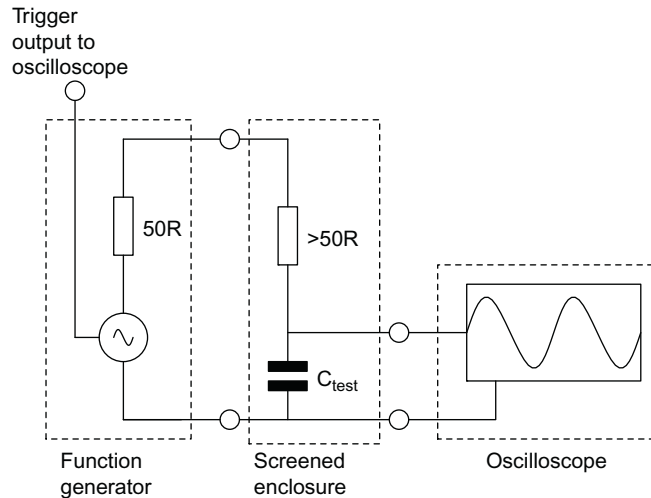 Trigger
output to
oscilloscope
50R
>50R
Ctest
Function
generator
Screened
enclosure
Oscilloscope